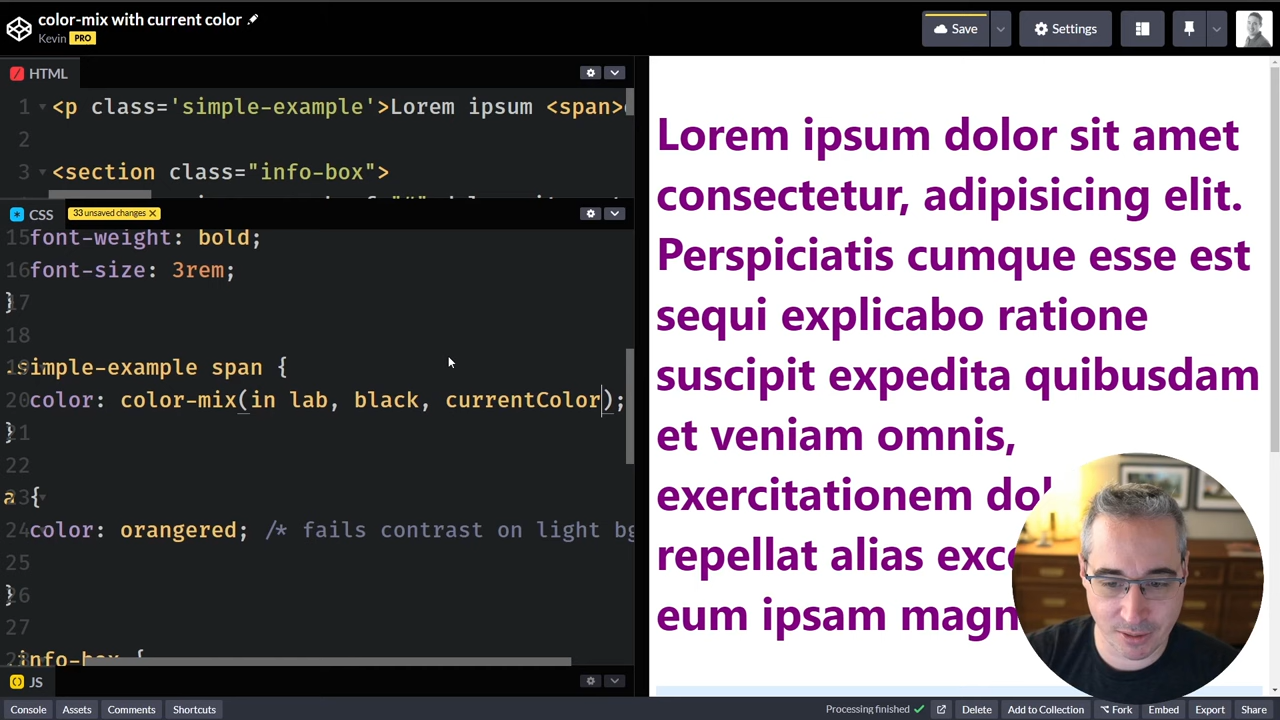 color-mix with current color
Kevin PRO
Save
Settings
HTML
1 <p class='simple-example'>Lorem ipsum <span>
2
3 <section class="info-box">
CSS 33 unsaved changes X
15 font-weight: bold;
16 font-size: 3rem;
17 }
18
.simple-example span {
20 color: color-mix(in lab, black, currentColor);
21 }
22
23 a {
24 color: orangered; /* fails contrast on light bg
25
26 }
27
info-box {
JS
Lorem ipsum dolor sit amet
consectetur, adipisicing elit.
Perspiciatis cumque esse est
sequi explicabo ratione
suscipit expedita quibusdam
et veniam omnis,
exercitationem dol
repellat alias exce
eum ipsam magn
Console Assets Comments Shortcuts Processing finished Delete Add to Collection Fork Embed Export Share